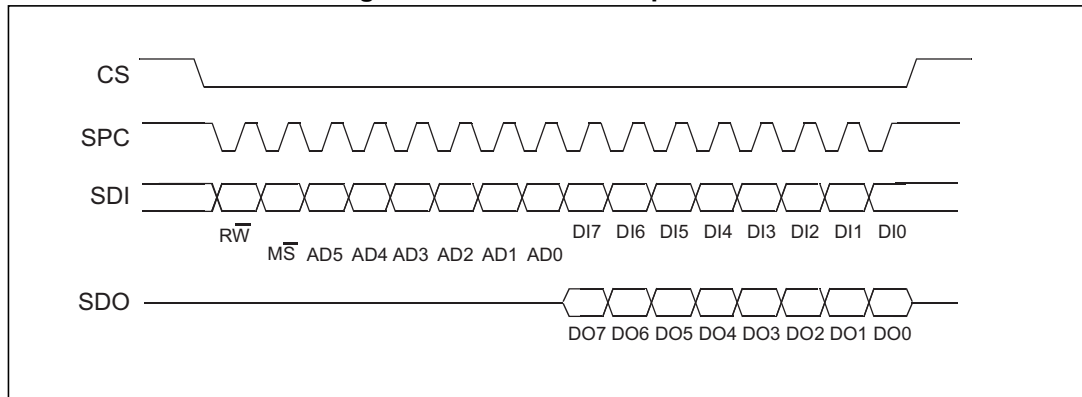 CS
SPC
SDI
RW̅ DI7 DI6 DI5 DI4 DI3 DI2 DI1 DI0
MS̅ AD5 AD4 AD3 AD2 AD1 AD0
SDO
DO7 DO6 DO5 DO4 DO3 DO2 DO1 DO0